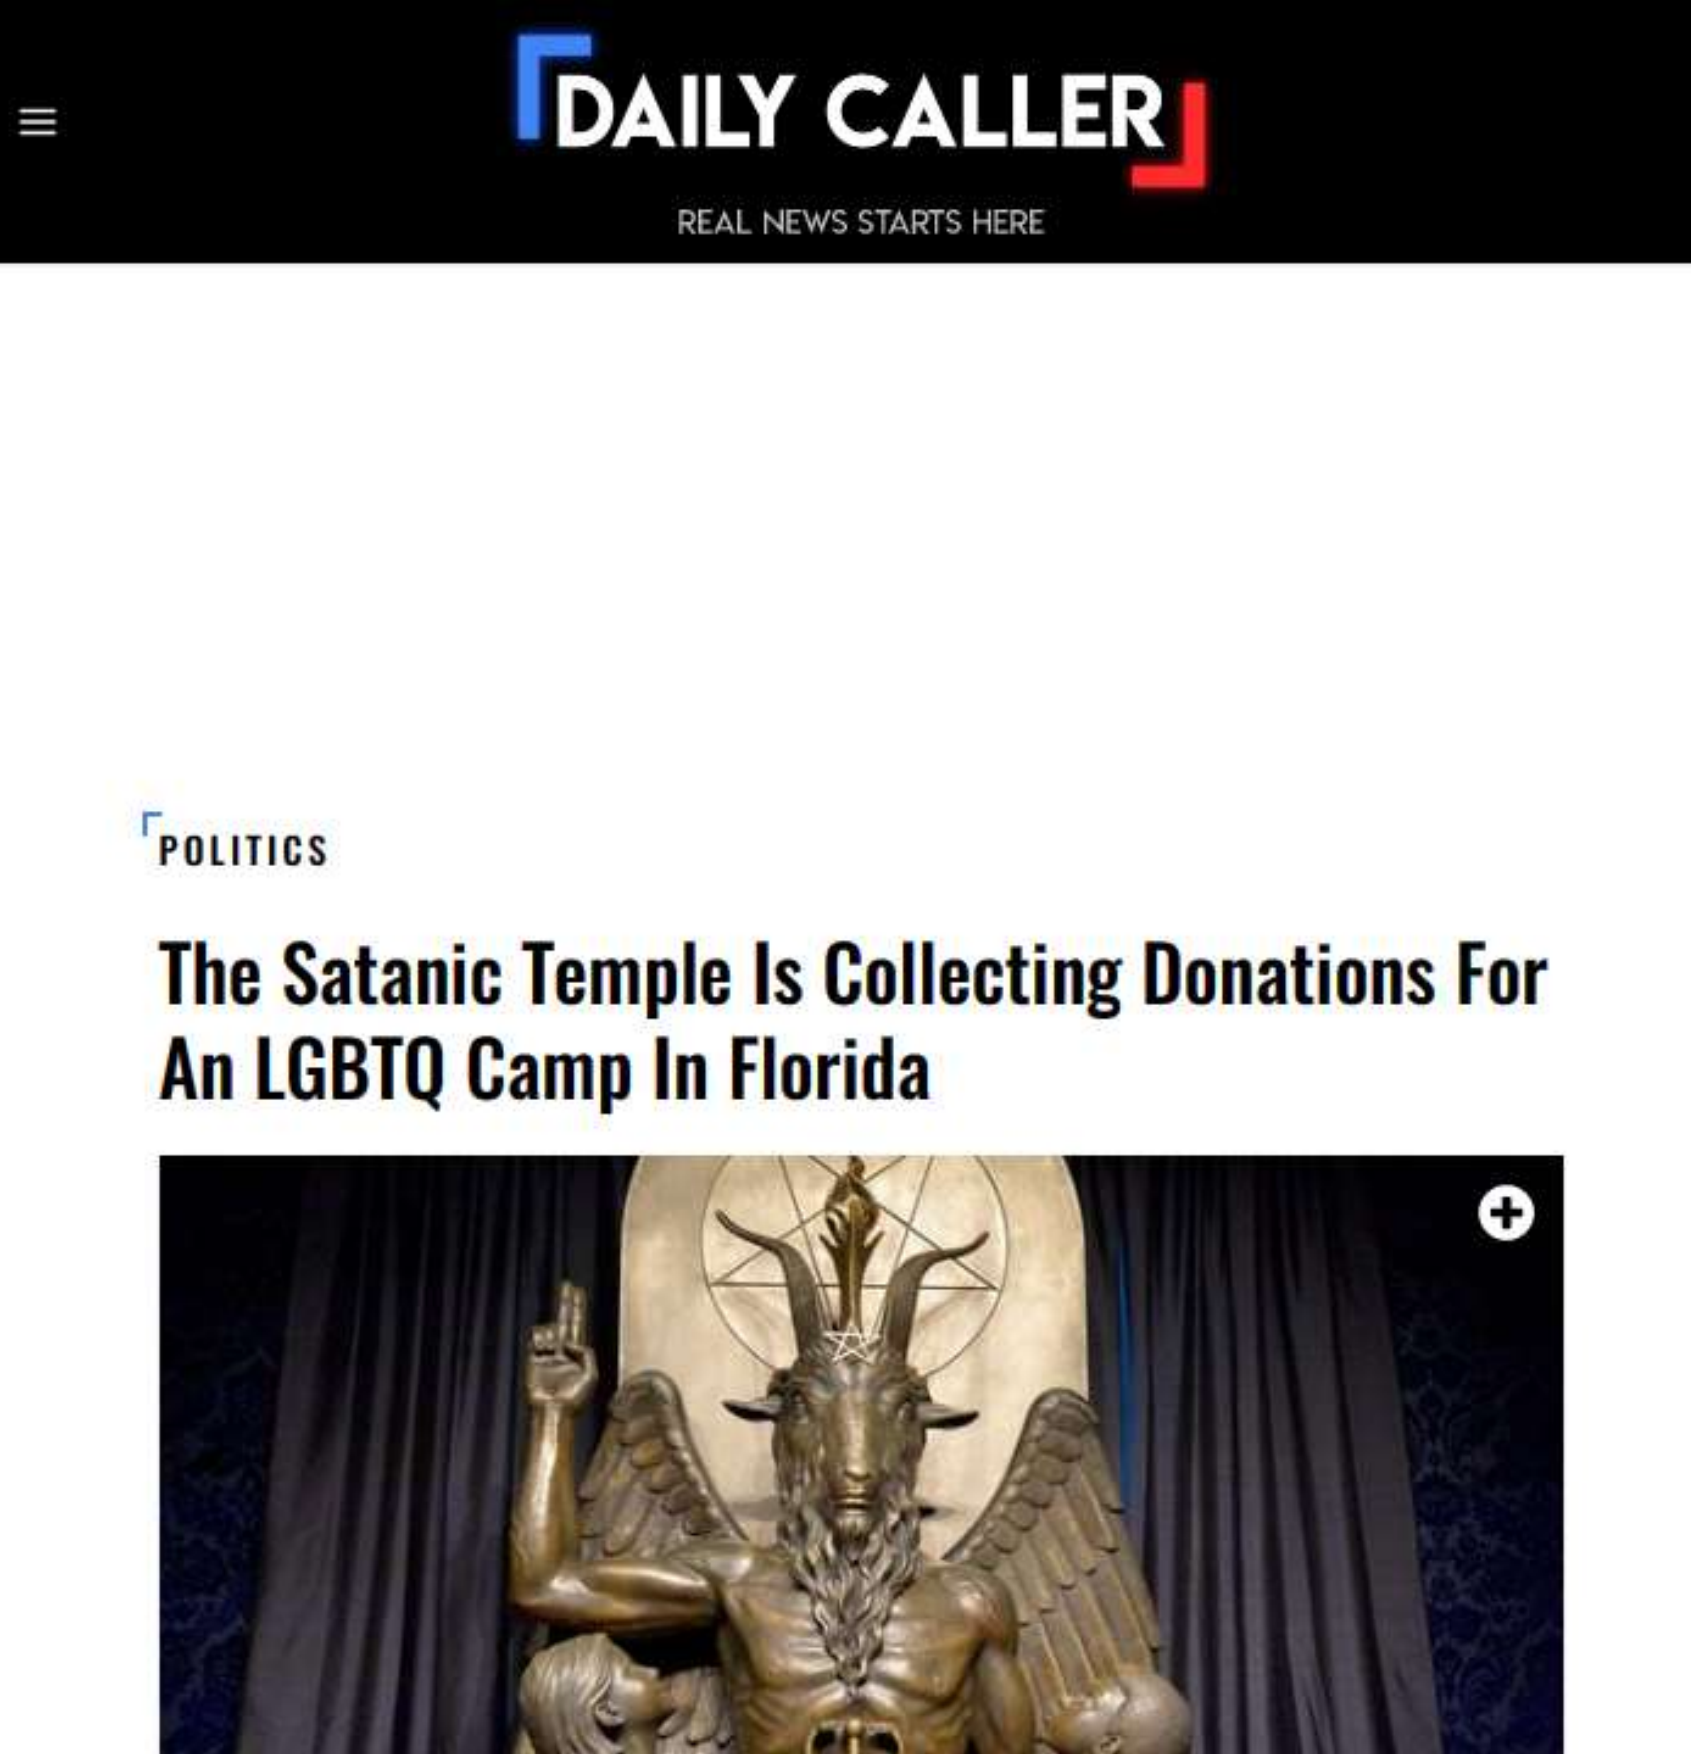 DAILY CALLER
REAL NEWS STARTS HERE
POLITICS
The Satanic Temple Is Collecting Donations For
An LGBTQ Camp In Florida